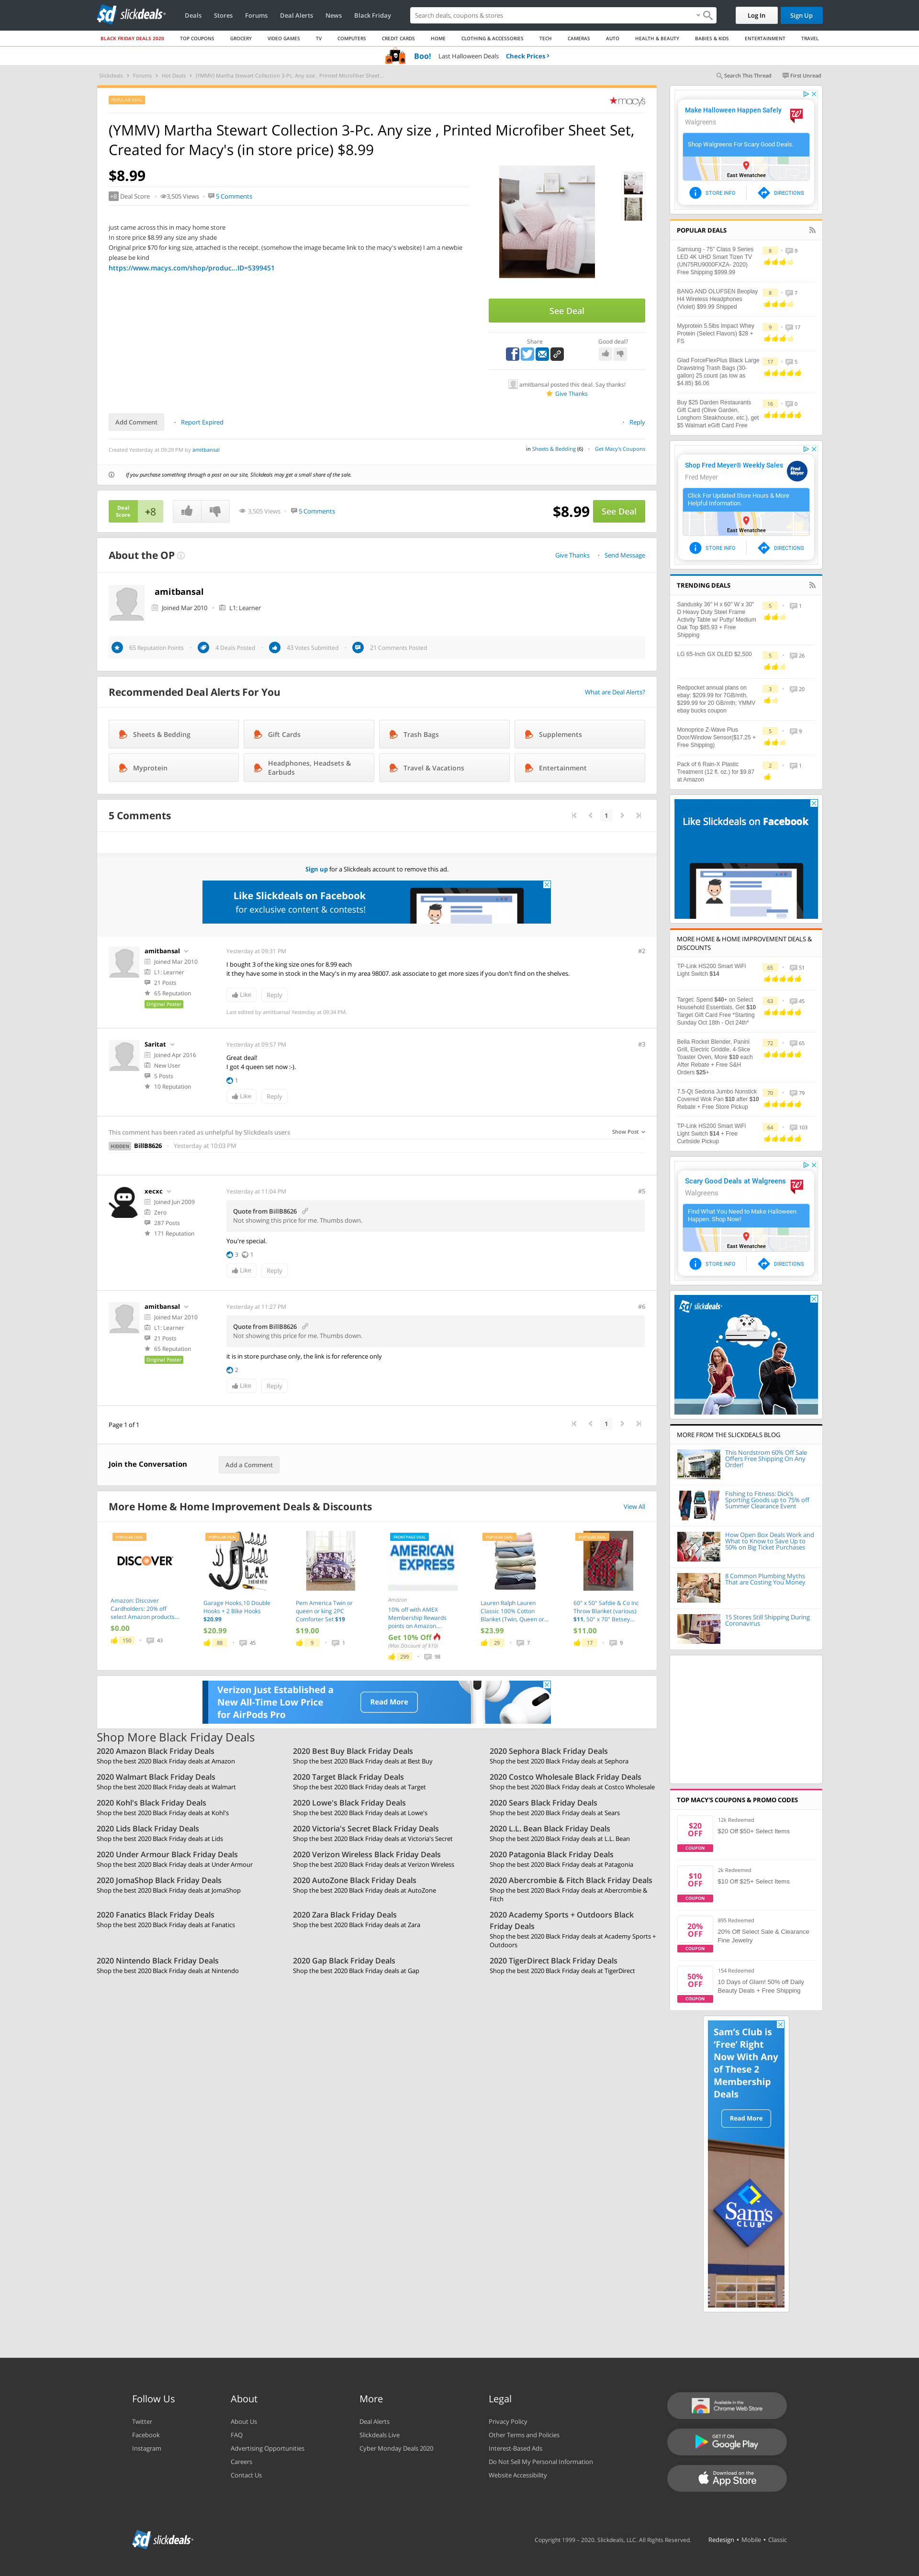 slickdeals
Deals Stores Forums Deal Alerts News Black Friday
Search deals, coupons & stores
Log In
Sign Up
BLACK FRIDAY DEALS 2020 TOP COUPONS GROCERY VIDEO GAMES TV COMPUTERS CREDIT CARDS HOME CLOTHING & ACCESSORIES TECH CAMERAS AUTO HEALTH & BEAUTY BABIES & KIDS ENTERTAINMENT TRAVEL
Boo! Last Halloween Deals Check Prices ›
Slickdeals › Forums › Hot Deals › (YMMV) Martha Stewart Collection 3-Pc. Any size , Printed Microfiber Sheet...
Search This Thread First Unread
POPULAR DEAL
macys
(YMMV) Martha Stewart Collection 3-Pc. Any size , Printed Microfiber Sheet Set,
Created for Macy's (in store price) $8.99
$8.99
+8 Deal Score • 3,505 Views • 5 Comments
just came across this in macy home store
In store price $8.99 any size any shade
Original price $70 for king size, attached is the receipt. (somehow the image became link to the macy's website) I am a newbie
please be kind
https://www.macys.com/shop/produc...ID=5399451
See Deal
Share
Good deal?
amitbansal posted this deal. Say thanks!
Give Thanks
Add Comment • Report Expired
• Reply
Created Yesterday at 09:29 PM by amitbansal
in Sheets & Bedding (6) • Get Macy's Coupons
If you purchase something through a post on our site, Slickdeals may get a small share of the sale.
Deal
Score
+8
3,505 Views • 5 Comments
$8.99
See Deal
About the OP
Give Thanks • Send Message
amitbansal
Joined Mar 2010 • L1: Learner
65 Reputation Points • 4 Deals Posted • 43 Votes Submitted • 21 Comments Posted
Recommended Deal Alerts For You
What are Deal Alerts?
Sheets & Bedding
Gift Cards
Trash Bags
Supplements
Myprotein
Headphones, Headsets &
Earbuds
Travel & Vacations
Entertainment
5 Comments
1
Sign up for a Slickdeals account to remove this ad.
Like Slickdeals on Facebook
for exclusive content & contests!
amitbansal
Joined Mar 2010
L1: Learner
21 Posts
65 Reputation
Original Poster
Yesterday at 09:31 PM
#2
I bought 3 of the king size ones for 8.99 each
it they have some in stock in the Macy's in my area 98007. ask associate to get more sizes if you don't find on the shelves.
Like Reply
Last edited by amitbansal Yesterday at 09:34 PM
Saritat
Joined Apr 2016
New User
5 Posts
10 Reputation
Yesterday at 09:57 PM
#3
Great deal!
I got 4 queen set now :-).
1
Like Reply
This comment has been rated as unhelpful by Slickdeals users
Show Post
HIDDEN BillB8626 • Yesterday at 10:03 PM
xecxc
Joined Jun 2009
Zero
287 Posts
171 Reputation
Yesterday at 11:04 PM
#5
Quote from BillB8626
Not showing this price for me. Thumbs down.
You're special.
3 1
Like Reply
amitbansal
Joined Mar 2010
L1: Learner
21 Posts
65 Reputation
Original Poster
Yesterday at 11:27 PM
#6
Quote from BillB8626
Not showing this price for me. Thumbs down.
it is in store purchase only, the link is for reference only
2
Like Reply
Page 1 of 1
1
Join the Conversation
Add a Comment
More Home & Home Improvement Deals & Discounts
View All
POPULAR DEAL
DISCOVER
Amazon: Discover
Cardholders: 20% off
select Amazon products...
$0.00
150 • 43
POPULAR DEAL
Garage Hooks,10 Double
Hooks + 2 Bike Hooks
$20.99
$20.99
88 • 45
Pem America Twin or
queen or king 2PC
Comforter Set $19
$19.00
9 • 1
FRONTPAGE DEAL
AMERICAN
EXPRESS
Amazon
10% off with AMEX
Membership Rewards
points on Amazon....
Get 10% Off
(Max Discount of $10)
299 • 98
POPULAR DEAL
Lauren Ralph Lauren
Classic 100% Cotton
Blanket (Twin, Queen or...
$23.99
29 • 7
POPULAR DEAL
60" x 50" Safdie & Co Inc
Throw Blanket (various)
$11, 50" x 70" Betsey...
$11.00
17 • 9
Verizon Just Established a
New All-Time Low Price
for AirPods Pro
Read More
Shop More Black Friday Deals
2020 Amazon Black Friday Deals
Shop the best 2020 Black Friday deals at Amazon
2020 Best Buy Black Friday Deals
Shop the best 2020 Black Friday deals at Best Buy
2020 Sephora Black Friday Deals
Shop the best 2020 Black Friday deals at Sephora
2020 Walmart Black Friday Deals
Shop the best 2020 Black Friday deals at Walmart
2020 Target Black Friday Deals
Shop the best 2020 Black Friday deals at Target
2020 Costco Wholesale Black Friday Deals
Shop the best 2020 Black Friday deals at Costco Wholesale
2020 Kohl's Black Friday Deals
Shop the best 2020 Black Friday deals at Kohl's
2020 Lowe's Black Friday Deals
Shop the best 2020 Black Friday deals at Lowe's
2020 Sears Black Friday Deals
Shop the best 2020 Black Friday deals at Sears
2020 Lids Black Friday Deals
Shop the best 2020 Black Friday deals at Lids
2020 Victoria's Secret Black Friday Deals
Shop the best 2020 Black Friday deals at Victoria's Secret
2020 L.L. Bean Black Friday Deals
Shop the best 2020 Black Friday deals at L.L. Bean
2020 Under Armour Black Friday Deals
Shop the best 2020 Black Friday deals at Under Armour
2020 Verizon Wireless Black Friday Deals
Shop the best 2020 Black Friday deals at Verizon Wireless
2020 Patagonia Black Friday Deals
Shop the best 2020 Black Friday deals at Patagonia
2020 JomaShop Black Friday Deals
Shop the best 2020 Black Friday deals at JomaShop
2020 AutoZone Black Friday Deals
Shop the best 2020 Black Friday deals at AutoZone
2020 Abercrombie & Fitch Black Friday Deals
Shop the best 2020 Black Friday deals at Abercrombie &
Fitch
2020 Fanatics Black Friday Deals
Shop the best 2020 Black Friday deals at Fanatics
2020 Zara Black Friday Deals
Shop the best 2020 Black Friday deals at Zara
2020 Academy Sports + Outdoors Black
Friday Deals
Shop the best 2020 Black Friday deals at Academy Sports +
Outdoors
2020 Nintendo Black Friday Deals
Shop the best 2020 Black Friday deals at Nintendo
2020 Gap Black Friday Deals
Shop the best 2020 Black Friday deals at Gap
2020 TigerDirect Black Friday Deals
Shop the best 2020 Black Friday deals at TigerDirect
Make Halloween Happen Safely
Walgreens
Shop Walgreens For Scary Good Deals.
East Wenatchee
STORE INFO DIRECTIONS
POPULAR DEALS
Samsung - 75" Class 9 Series
LED 4K UHD Smart Tizen TV
(UN75RU9000FXZA- 2020)
Free Shipping $999.99
8 • 9
BANG AND OLUFSEN Beoplay
H4 Wireless Headphones
(Violet) $99.99 Shipped
8 • 7
Myprotein 5.5lbs Impact Whey
Protein (Select Flavors) $28 +
FS
9 • 17
Glad ForceFlexPlus Black Large
Drawstring Trash Bags (30-
gallon) 25 count (as low as
$4.85) $6.06
17 • 5
Buy $25 Darden Restaurants
Gift Card (Olive Garden,
Longhorn Steakhouse, etc.), get
$5 Walmart eGift Card Free
16 • 0
Shop Fred Meyer® Weekly Sales
Fred Meyer
Click For Updated Store Hours & More
Helpful Information.
East Wenatchee
STORE INFO DIRECTIONS
TRENDING DEALS
Sandusky 36" H x 60" W x 30"
D Heavy Duty Steel Frame
Activity Table w/ Putty/ Medium
Oak Top $85.93 + Free
Shipping
5 • 1
LG 65-Inch GX OLED $2,500
5 • 26
Redpocket annual plans on
ebay: $209.99 for 7GB/mth,
$299.99 for 20 GB/mth; YMMV
ebay bucks coupon
3 • 20
Monoprice Z-Wave Plus
Door/Window Sensor($17.25 +
Free Shipping)
5 • 9
Pack of 6 Rain-X Plastic
Treatment (12 fl. oz.) for $9.87
at Amazon
2 • 1
Like Slickdeals on Facebook
MORE HOME & HOME IMPROVEMENT DEALS &
DISCOUNTS
TP-Link HS200 Smart WiFi
Light Switch $14
65 • 51
Target: Spend $40+ on Select
Household Essentials, Get $10
Target Gift Card Free *Starting
Sunday Oct 18th - Oct 24th*
63 • 45
Bella Rocket Blender, Panini
Grill, Electric Griddle, 4-Slice
Toaster Oven, More $10 each
After Rebate + Free S&H
Orders $25+
72 • 65
7.5-Qt Sedona Jumbo Nonstick
Covered Wok Pan $10 after $10
Rebate + Free Store Pickup
70 • 79
TP-Link HS200 Smart WiFi
Light Switch $14 + Free
Curbside Pickup
64 • 103
Scary Good Deals at Walgreens
Walgreens
Find What You Need to Make Halloween
Happen. Shop Now!
East Wenatchee
STORE INFO DIRECTIONS
slickdeals
MORE FROM THE SLICKDEALS BLOG
This Nordstrom 60% Off Sale
Offers Free Shipping On Any
Order!
Fishing to Fitness: Dick's
Sporting Goods up to 75% off
Summer Clearance Event
How Open Box Deals Work and
What to Know to Save Up to
50% on Big Ticket Purchases
8 Common Plumbing Myths
That are Costing You Money
15 Stores Still Shipping During
Coronavirus
TOP MACY'S COUPONS & PROMO CODES
$20
OFF
COUPON
12k Redeemed
$20 Off $50+ Select Items
$10
OFF
COUPON
2k Redeemed
$10 Off $25+ Select Items
20%
OFF
COUPON
895 Redeemed
20% Off Select Sale & Clearance
Fine Jewelry
50%
OFF
COUPON
154 Redeemed
10 Days of Glam! 50% off Daily
Beauty Deals + Free Shipping
Sam's Club is
'Free' Right
Now With Any
of These 2
Membership
Deals
Read More
Sam's
CLUB
Follow Us
Twitter
Facebook
Instagram
About
About Us
FAQ
Advertising Opportunities
Careers
Contact Us
More
Deal Alerts
Slickdeals Live
Cyber Monday Deals 2020
Legal
Privacy Policy
Other Terms and Policies
Interest-Based Ads
Do Not Sell My Personal Information
Website Accessibility
Available in the
Chrome Web Store
GET IT ON
Google Play
Download on the
App Store
slickdeals
Copyright 1999 – 2020. Slickdeals, LLC. All Rights Reserved. Redesign • Mobile • Classic